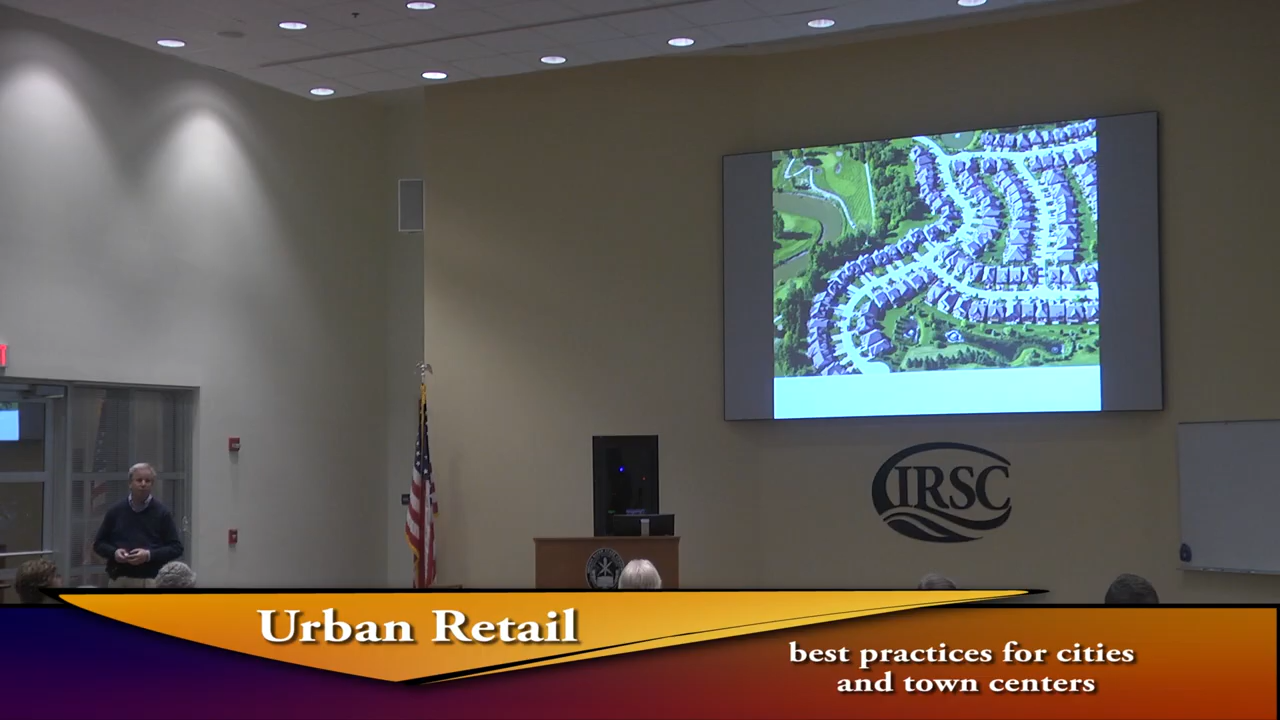 IRSC
Urban Retail
best practices for cities
and town centers